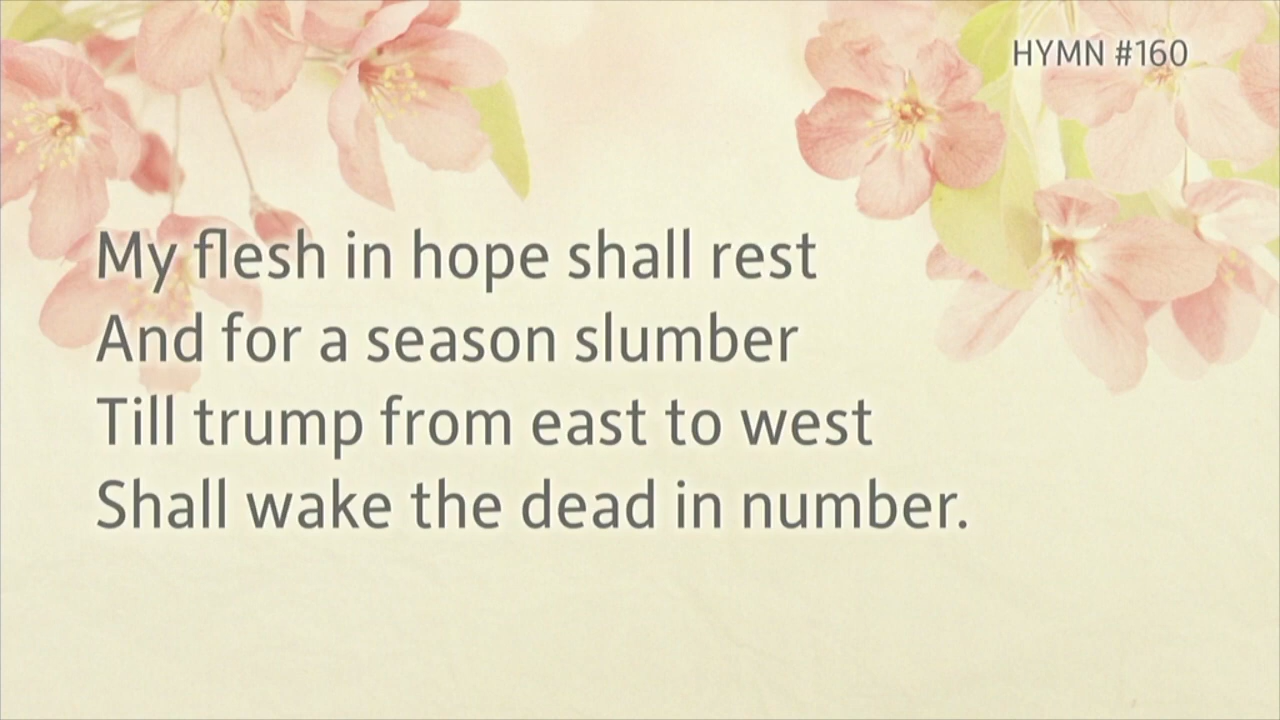 HYMN #160
My flesh in hope shall rest
And for a season slumber
Till trump from east to west
Shall wake the dead in number.